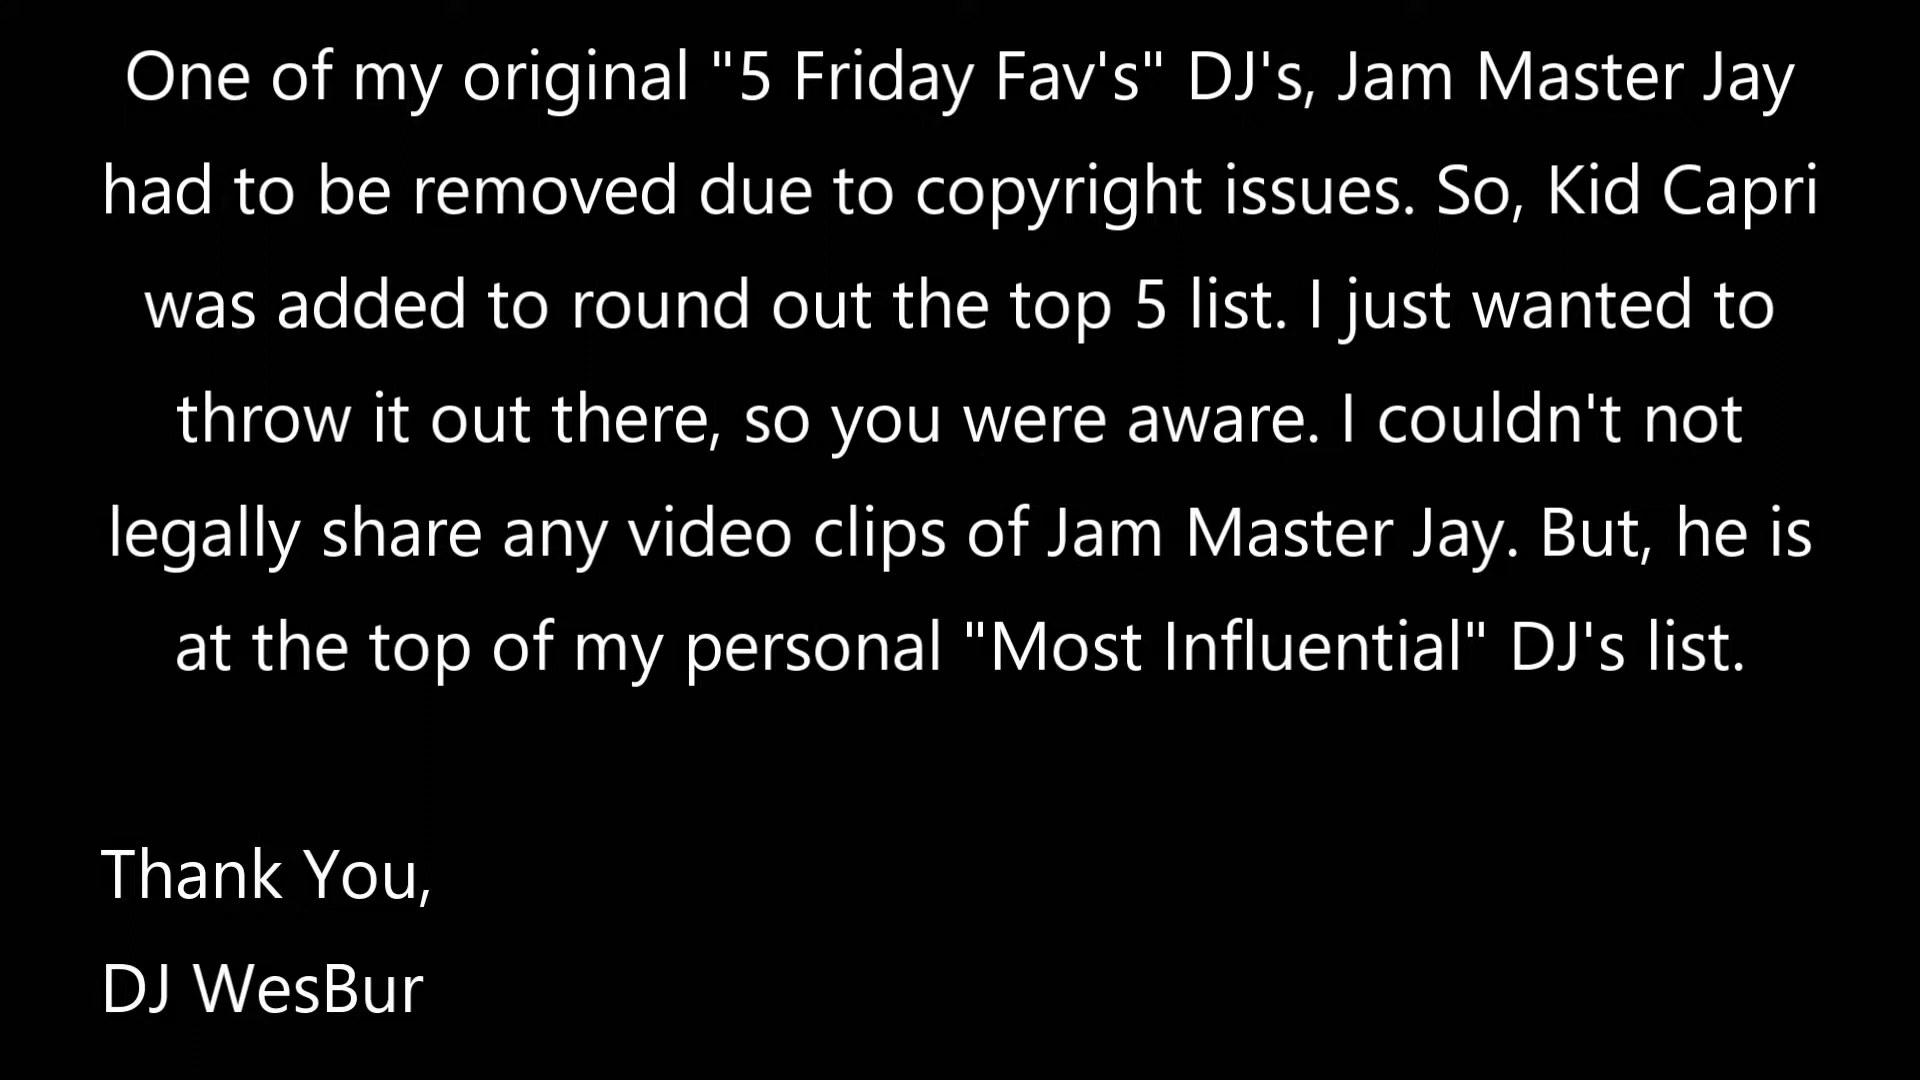 One of my original "5 Friday Fav's" DJ's, Jam Master Jay
had to be removed due to copyright issues. So, Kid Capri
was added to round out the top 5 list. I just wanted to
throw it out there, so you were aware. I couldn't not
legally share any video clips of Jam Master Jay. But, he is
at the top of my personal "Most Influential" DJ's list.
Thank You,
DJ WesBur